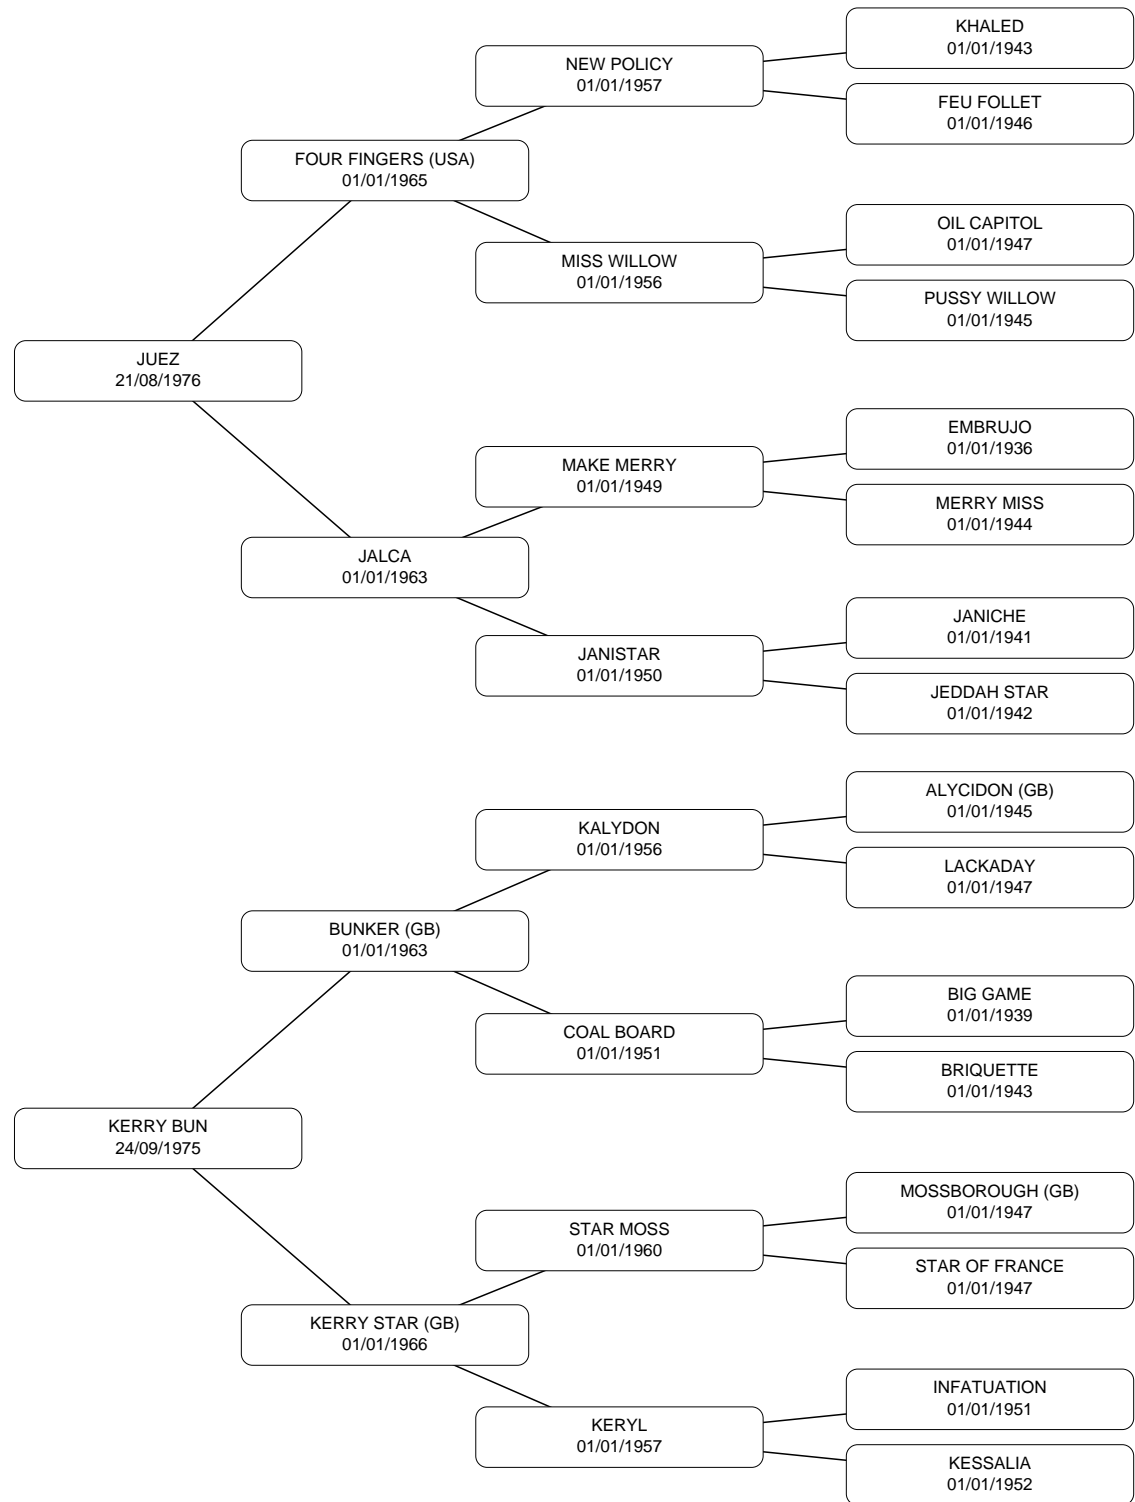 KHALED
01/01/1943
NEW POLICY
01/01/1957
FEU FOLLET
01/01/1946
FOUR FINGERS (USA)
01/01/1965
OIL CAPITOL
01/01/1947
MISS WILLOW
01/01/1956
PUSSY WILLOW
01/01/1945
JUEZ
21/08/1976
EMBRUJO
01/01/1936
MAKE MERRY
01/01/1949
MERRY MISS
01/01/1944
JALCA
01/01/1963
JANICHE
01/01/1941
JANISTAR
01/01/1950
JEDDAH STAR
01/01/1942
ALYCIDON (GB)
01/01/1945
KALYDON
01/01/1956
LACKADAY
01/01/1947
BUNKER (GB)
01/01/1963
BIG GAME
01/01/1939
COAL BOARD
01/01/1951
BRIQUETTE
01/01/1943
KERRY BUN
24/09/1975
MOSSBOROUGH (GB)
01/01/1947
STAR MOSS
01/01/1960
STAR OF FRANCE
01/01/1947
KERRY STAR (GB)
01/01/1966
INFATUATION
01/01/1951
KERYL
01/01/1957
KESSALIA
01/01/1952